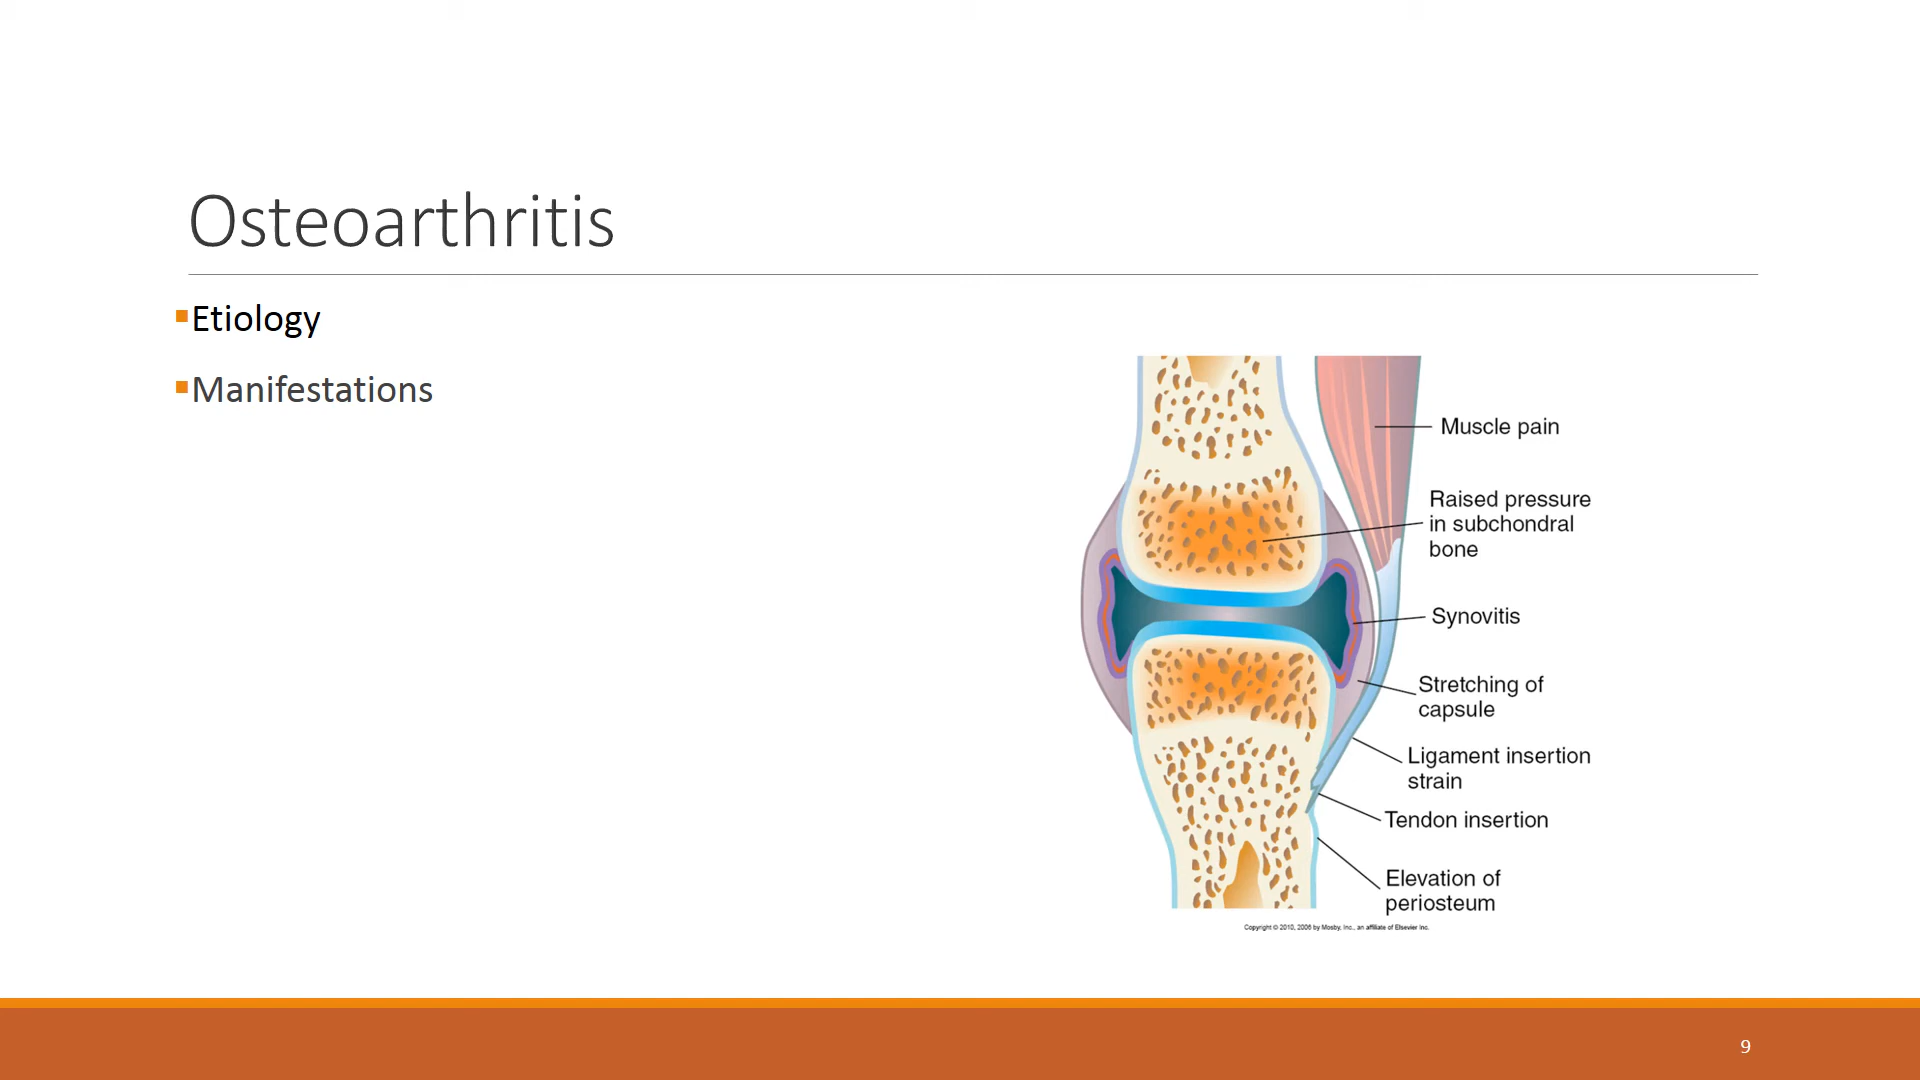 Osteoarthritis
Etiology
Manifestations
Muscle pain
Raised pressure
in subchondral
bone
Synovitis
Stretching of
capsule
Ligament insertion
strain
Tendon insertion
Elevation of
periosteum
Copyright © 2010, 2006 by Mosby, Inc., an affiliate of Elsevier Inc.
9